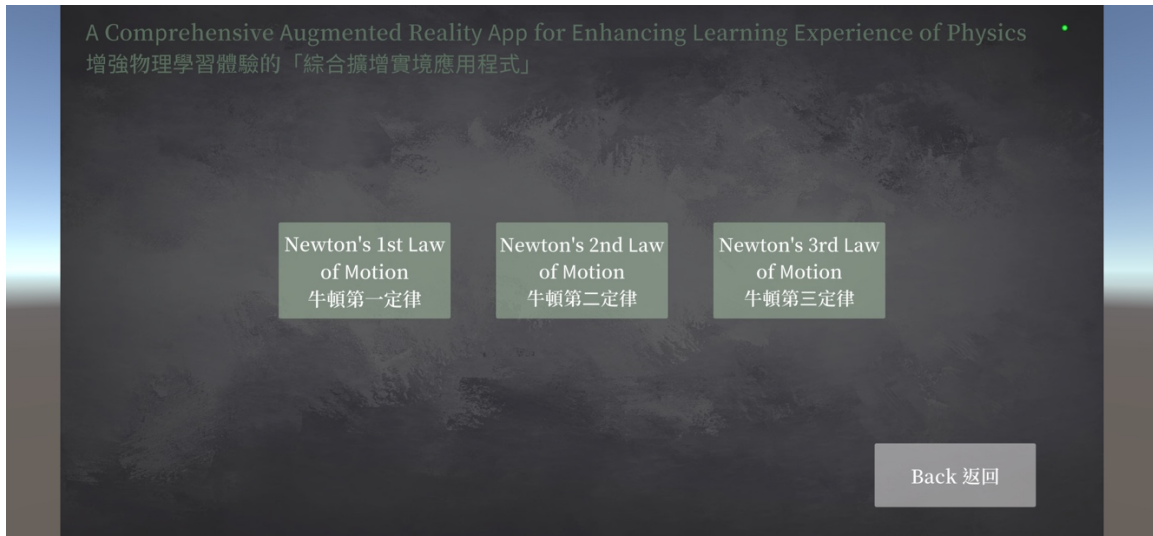 A Comprehensive Augmented Reality App for Enhancing Learning Experience of Physics
增強物理學習體驗的「綜合擴增實境應用程式」
Newton's 1st Law
of Motion
牛頓第一定律
Newton's 2nd Law
of Motion
牛頓第二定律
Newton's 3rd Law
of Motion
牛頓第三定律
Back 返回